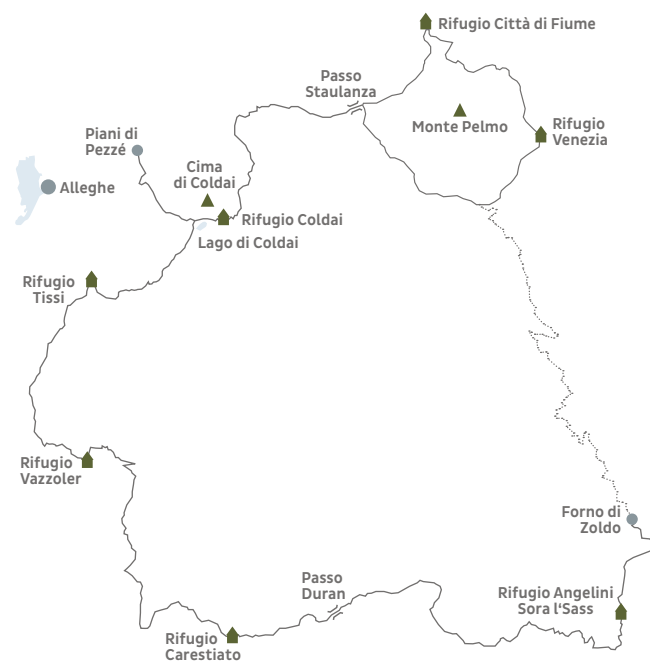 Rifugio Città di Fiume
Passo
Staulanza
Monte Pelmo
Rifugio
Venezia
Piani di
Pezzé
Cima
di Coldai
Alleghe
Rifugio Coldai
Lago di Coldai
Rifugio
Tissi
Rifugio
Vazzoler
Forno di
Zoldo
Passo
Duran
Rifugio Angelini
Sora l'Sass
Rifugio
Carestiato